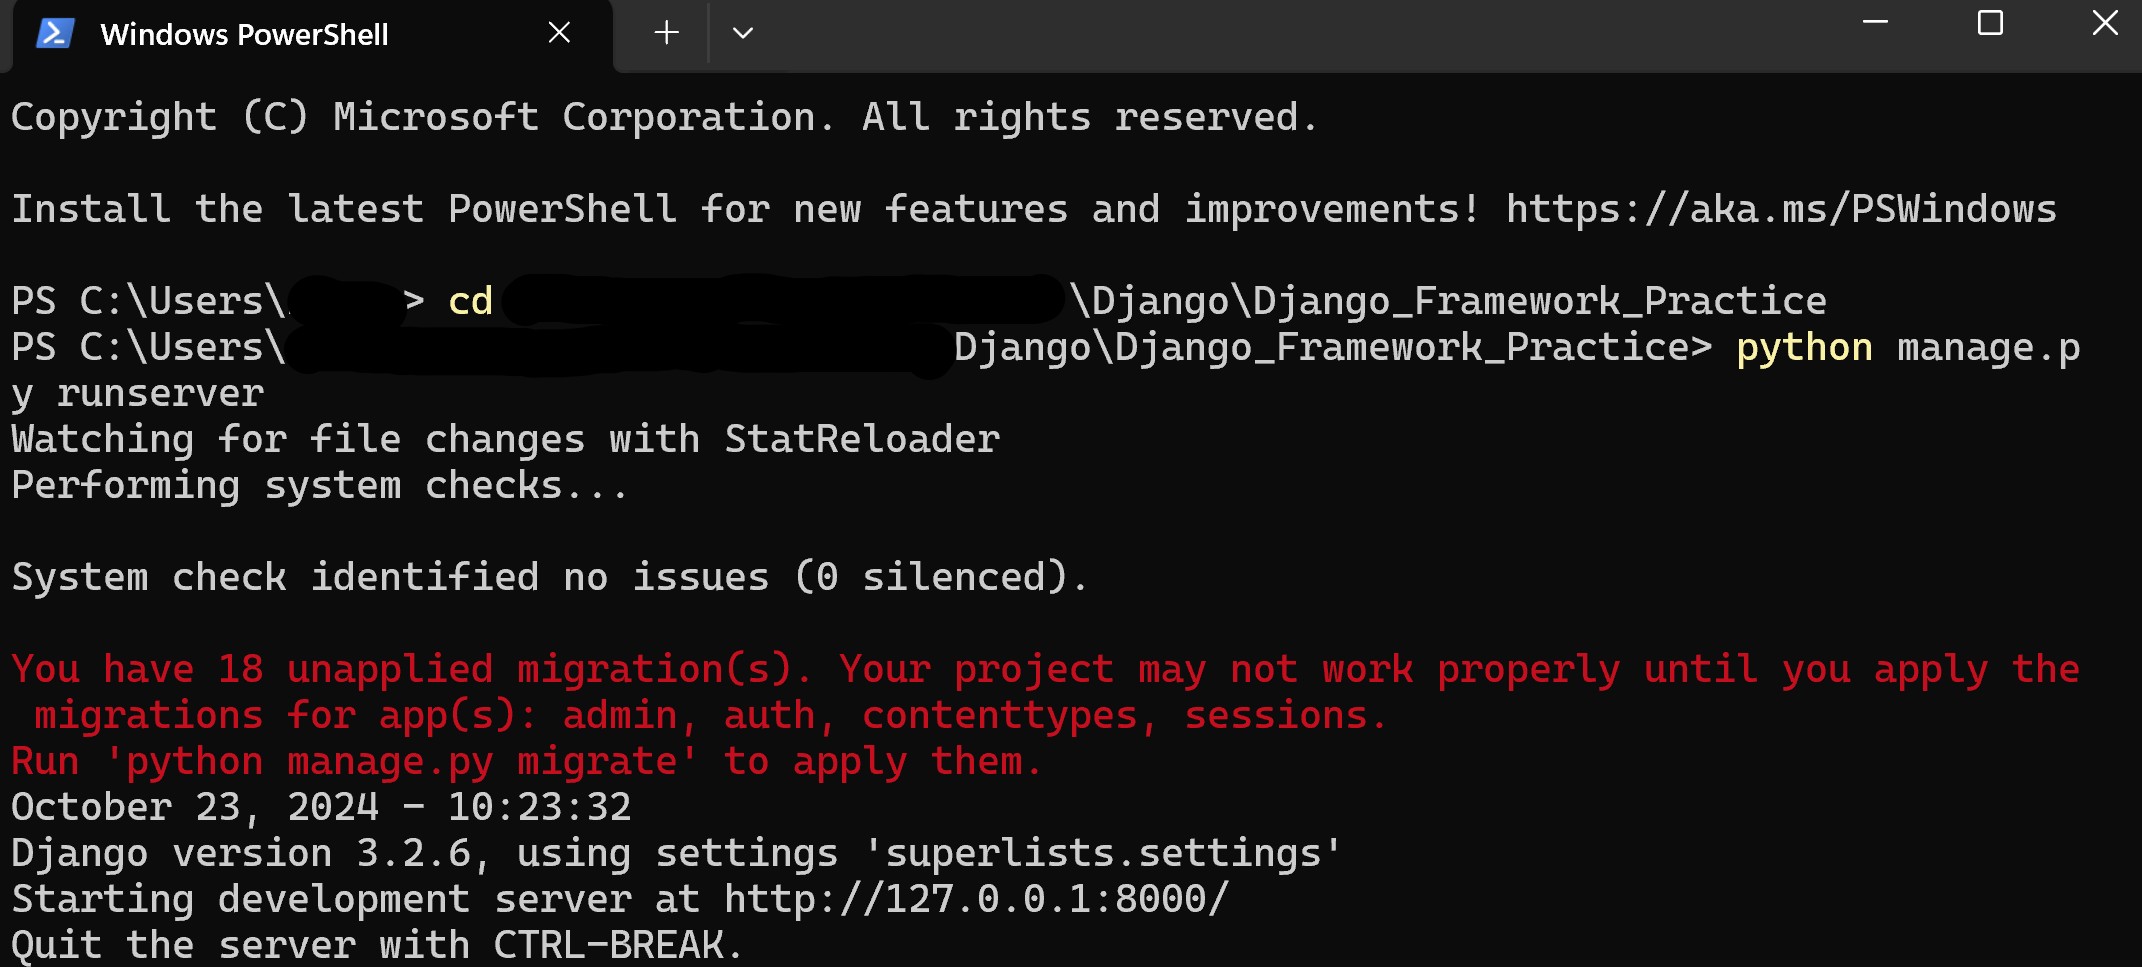 Windows PowerShell
Copyright (C) Microsoft Corporation. All rights reserved.
Install the latest PowerShell for new features and improvements! https://aka.ms/PSWindows
PS C:\Users\ > cd \Django\Django_Framework_Practice
PS C:\Users\ Django\Django_Framework_Practice> python manage.p
y runserver
Watching for file changes with StatReloader
Performing system checks...
System check identified no issues (0 silenced).
You have 18 unapplied migration(s). Your project may not work properly until you apply the
migrations for app(s): admin, auth, contenttypes, sessions.
Run 'python manage.py migrate' to apply them.
October 23, 2024 - 10:23:32
Django version 3.2.6, using settings 'superlists.settings'
Starting development server at http://127.0.0.1:8000/
Quit the server with CTRL-BREAK.